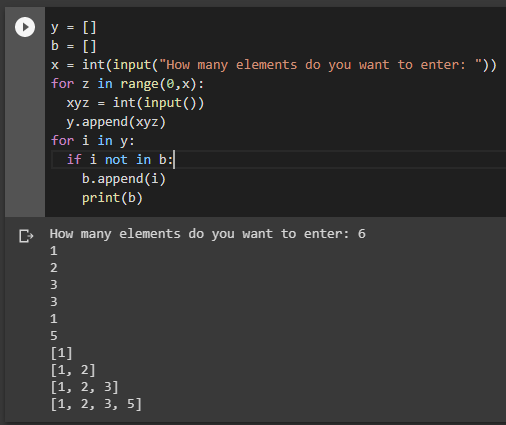 y = []
b = []
x = int(input("How many elements do you want to enter: "))
for z in range(0,x):
  xyz = int(input())
  y.append(xyz)
for i in y:
  if i not in b:
    b.append(i)
    print(b)
How many elements do you want to enter: 6
1
2
3
3
1
5
[1]
[1, 2]
[1, 2, 3]
[1, 2, 3, 5]